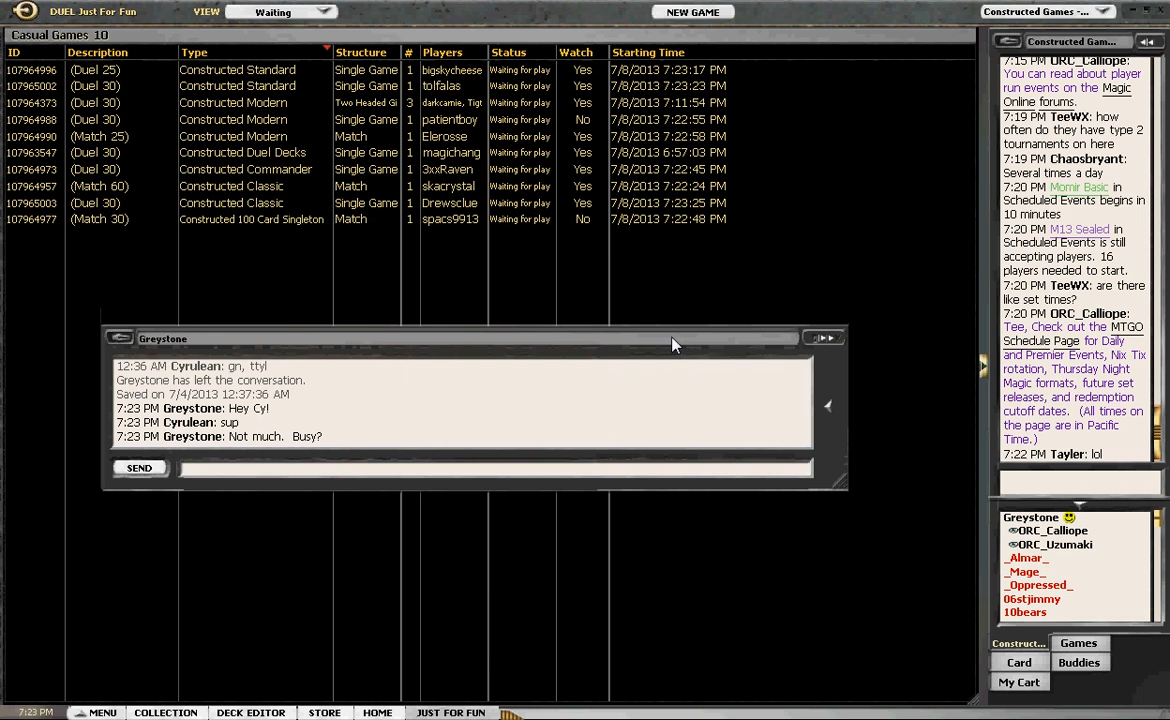 DUEL Just For Fun VIEW Waiting NEW GAME Constructed Games -...
Casual Games 10
ID Description Type Structure # Players Status Watch Starting Time
107964996 (Duel 25) Constructed Standard Single Game 1 bigskycheese Waiting for play Yes 7/8/2013 7:23:17 PM
107965002 (Duel 30) Constructed Standard Single Game 1 tolfalas Waiting for play Yes 7/8/2013 7:23:23 PM
107964373 (Duel 30) Constructed Modern Two Headed Gi 3 darkcamie, Tigt Waiting for play Yes 7/8/2013 7:11:54 PM
107964988 (Duel 30) Constructed Modern Single Game 1 patientboy Waiting for play No 7/8/2013 7:22:55 PM
107964990 (Match 25) Constructed Modern Match 1 Elerosse Waiting for play Yes 7/8/2013 7:22:58 PM
107963547 (Duel 30) Constructed Duel Decks Single Game 1 magichang Waiting for play Yes 7/8/2013 6:57:03 PM
107964973 (Duel 30) Constructed Commander Single Game 1 3xxRaven Waiting for play Yes 7/8/2013 7:22:45 PM
107964957 (Match 60) Constructed Classic Match 1 skacrystal Waiting for play Yes 7/8/2013 7:22:24 PM
107965003 (Duel 30) Constructed Classic Single Game 1 Drewsclue Waiting for play Yes 7/8/2013 7:23:25 PM
107964977 (Match 30) Constructed 100 Card Singleton Match 1 spacs9913 Waiting for play No 7/8/2013 7:22:48 PM
Greystone
12:36 AM Cyrulean: gn, ttyl
Greystone has left the conversation.
Saved on 7/4/2013 12:37:36 AM
7:23 PM Greystone: Hey Cy!
7:23 PM Cyrulean: sup
7:23 PM Greystone: Not much. Busy?
SEND
Constructed Gam...
7:15 PM ORC_Calliope:
You can read about player
run events on the Magic
Online forums.
7:19 PM TeeWX: how
often do they have type 2
tournaments on here
7:19 PM Chaosbryant:
Several times a day
7:20 PM Momir Basic in
Scheduled Events begins in
10 minutes
7:20 PM M13 Sealed in
Scheduled Events is still
accepting players. 16
players needed to start.
7:20 PM TeeWX: are there
like set times?
7:20 PM ORC_Calliope:
Tee, Check out the MTGO
Schedule Page for Daily
and Premier Events, Nix Tix
rotation, Thursday Night
Magic formats, future set
releases, and redemption
cutoff dates. (All times on
the page are in Pacific
Time.)
7:22 PM Tayler: lol
Greystone
ORC_Calliope
ORC_Uzumaki
_Almar_
_Mage_
_Oppressed_
06stjimmy
10bears
Construct... Games
Card Buddies
My Cart
7:23 PM MENU COLLECTION DECK EDITOR STORE HOME JUST FOR FUN